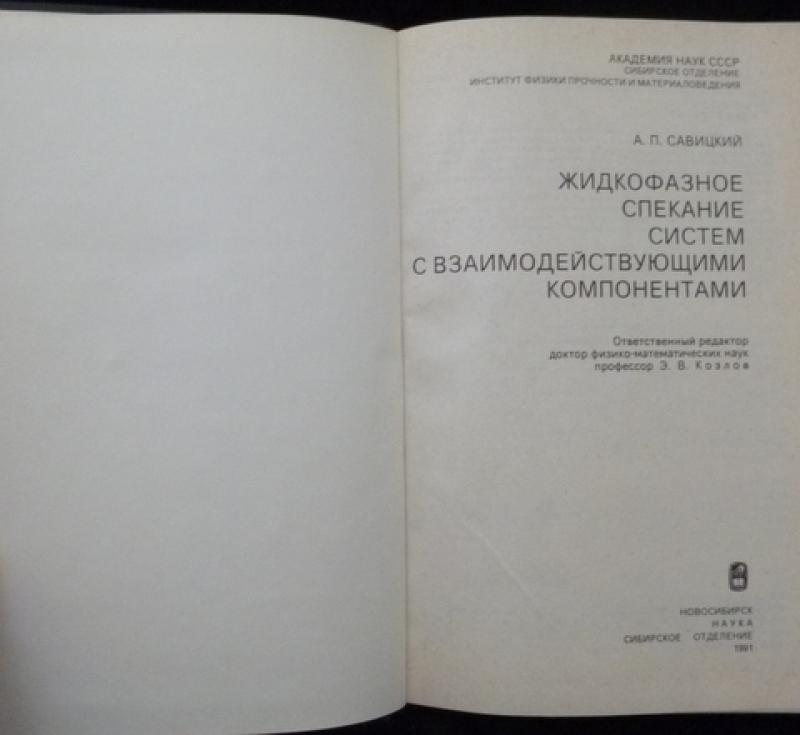 АКАДЕМИЯ НАУК СССР
СИБИРСКОЕ ОТДЕЛЕНИЕ
ИНСТИТУТ ФИЗИКИ ПРОЧНОСТИ И МАТЕРИАЛОВЕДЕНИЯ
А. П. САВИЦКИЙ
ЖИДКОФАЗНОЕ
СПЕКАНИЕ
СИСТЕМ
С ВЗАИМОДЕЙСТВУЮЩИМИ
КОМПОНЕНТАМИ
Ответственный редактор
доктор физико-математических наук
профессор Э. В. Козлов
НОВОСИБИРСК
НАУКА
СИБИРСКОЕ ОТДЕЛЕНИЕ
1991